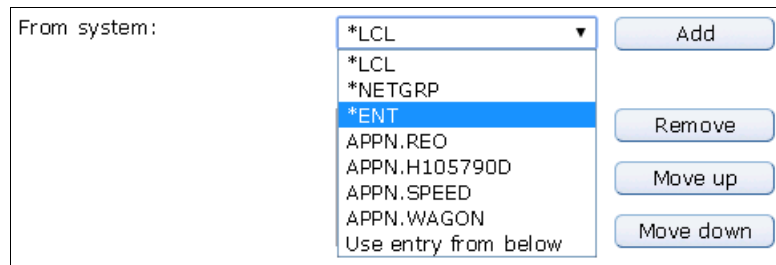 From system:
*LCL
Add
*LCL
*NETGRP
*ENT
APPN.REO
APPN.H105790D
APPN.SPEED
APPN.WAGON
Use entry from below
Remove
Move up
Move down